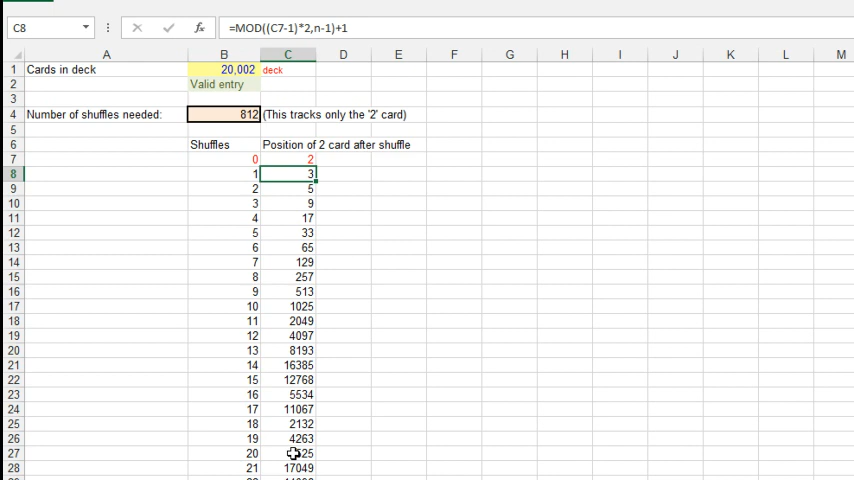 C8 fx =MOD((C7-1)*2,n-1)+1
A B C D E F G H I J K L M
1 Cards in deck 20,002 deck
2 Valid entry
3
4 Number of shuffles needed: 812 (This tracks only the '2' card)
5
6 Shuffles Position of 2 card after shuffle
7 0 2
8 1 3
9 2 5
10 3 9
11 4 17
12 5 33
13 6 65
14 7 129
15 8 257
16 9 513
17 10 1025
18 11 2049
19 12 4097
20 13 8193
21 14 16385
22 15 12768
23 16 5534
24 17 11067
25 18 2132
26 19 4263
27 20
28 21 17049